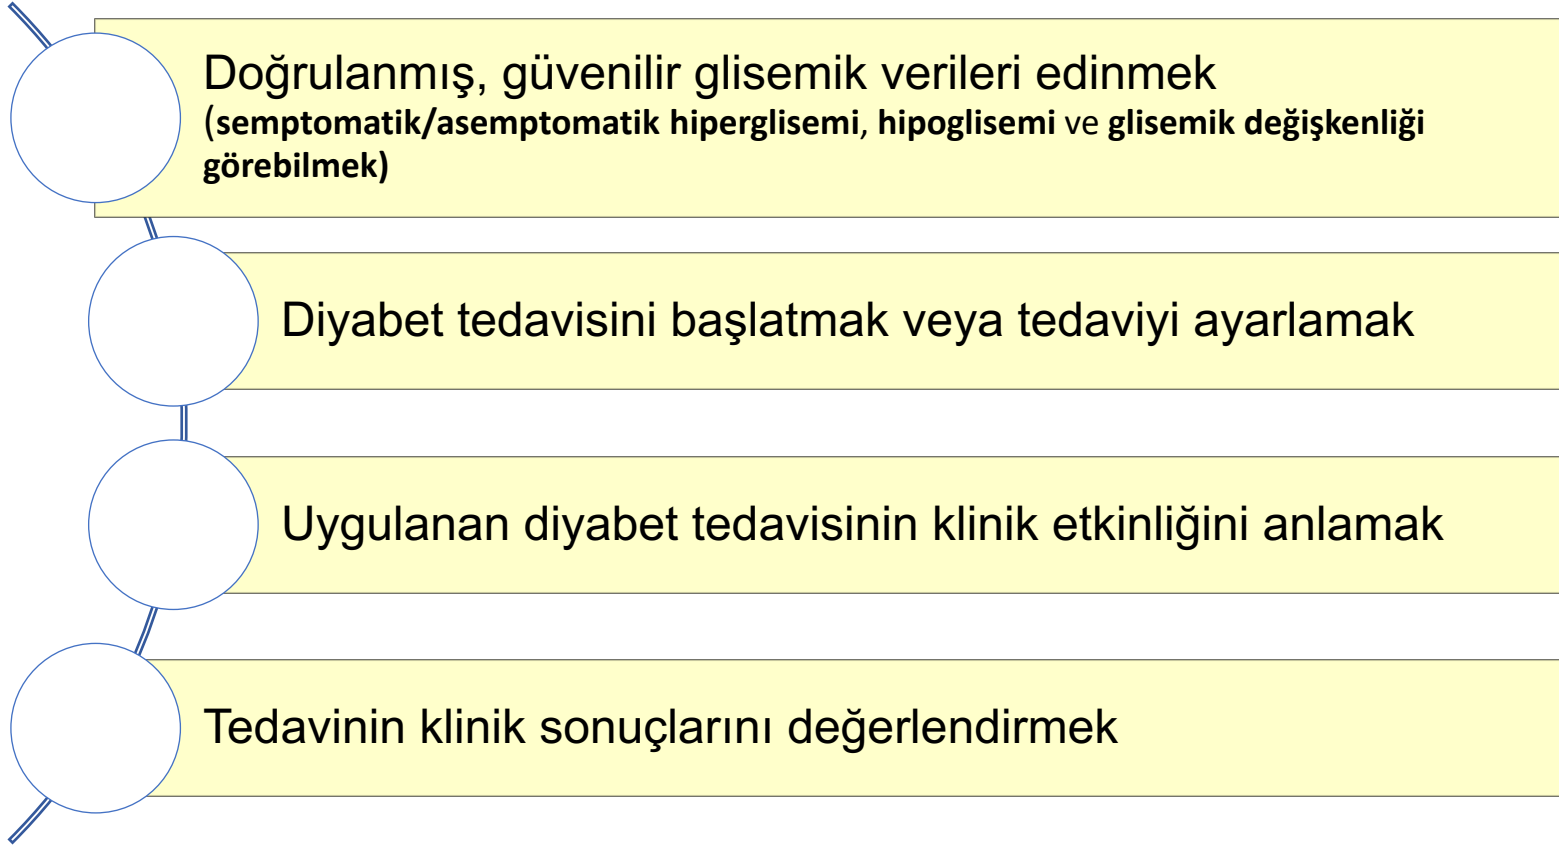 Doğrulanmış, güvenilir glisemik verileri edinmek
(semptomatik/asemptomatik hiperglisemi, hipoglisemi ve glisemik değişkenliği
görebilmek)
Diyabet tedavisini başlatmak veya tedaviyi ayarlamak
Uygulanan diyabet tedavisinin klinik etkinliğini anlamak
Tedavinin klinik sonuçlarını değerlendirmek